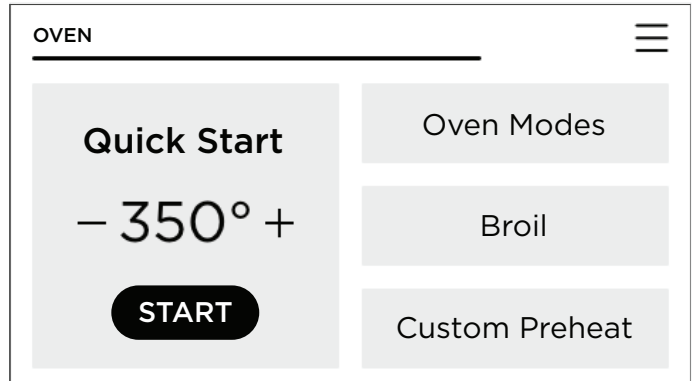 OVEN
Quick Start
− 350° +
START
Oven Modes
Broil
Custom Preheat